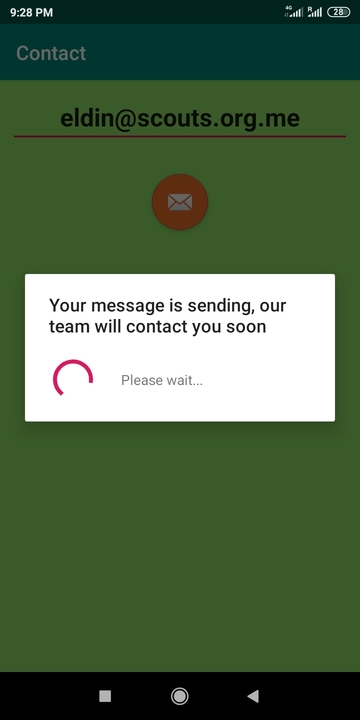 9:28 PM 4G R 28
Contact
eldin@scouts.org.me
Your message is sending, our
team will contact you soon
Please wait...